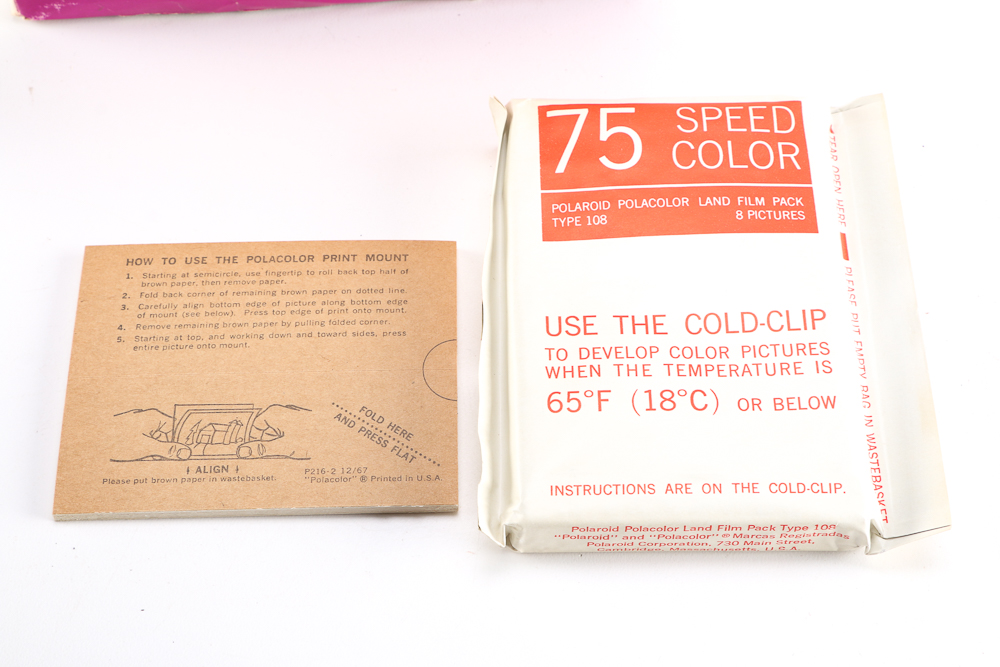 HOW TO USE THE POLACOLOR PRINT MOUNT
1. Starting at semicircle, use fingertip to roll back top half of
brown paper, then remove paper.
2. Fold back corner of remaining brown paper on dotted line.
3. Carefully align bottom edge of picture along bottom edge
of mount (see below). Press top edge of print onto mount.
4. Remove remaining brown paper by pulling folded corner.
5. Starting at top, and working down and toward sides, press
entire picture onto mount.
FOLD HERE
AND PRESS FLAT
ALIGN
Please put brown paper in wastebasket.
P216-2 12/67
"Polacolor" ® Printed in U.S.A.
75 SPEED
COLOR
POLAROID POLACOLOR LAND FILM PACK
TYPE 108 8 PICTURES
USE THE COLD-CLIP
TO DEVELOP COLOR PICTURES
WHEN THE TEMPERATURE IS
65°F (18°C) OR BELOW
INSTRUCTIONS ARE ON THE COLD-CLIP.
Polaroid Polacolor Land Film Pack Type 108
"Polaroid" and "Polacolor" ® Marcas Registradas
Polaroid Corporation, 730 Main Street,
Cambridge, Massachusetts, U.S.A.
TEAR OPEN HERE
PLEASE PUT EMPTY BAG IN WASTEBASKET